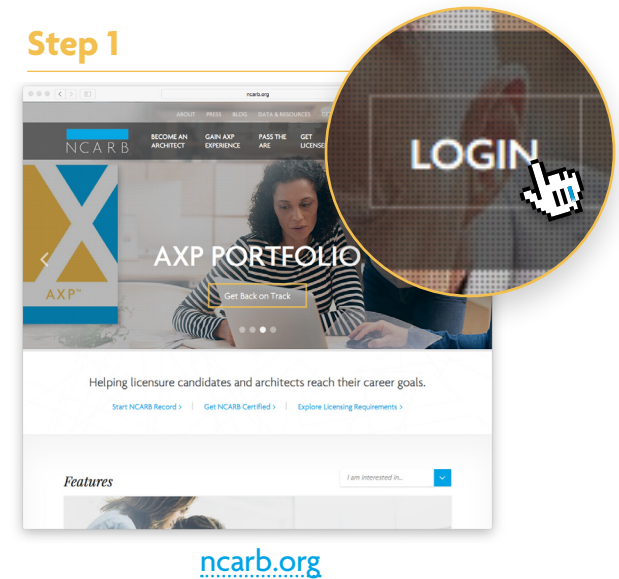 Step 1
ncarb.org
ABOUT PRESS BLOG DATA & RESOURCES
NCARB
BECOME AN ARCHITECT
GAIN AXP EXPERIENCE
PASS THE ARE
GET
LOGIN
AXP PORTFOLIO
Get Back on Track
AXP™
Helping licensure candidates and architects reach their career goals.
Start NCARB Record > | Get NCARB Certified > | Explore Licensing Requirements >
Features
I am interested in...
ncarb.org